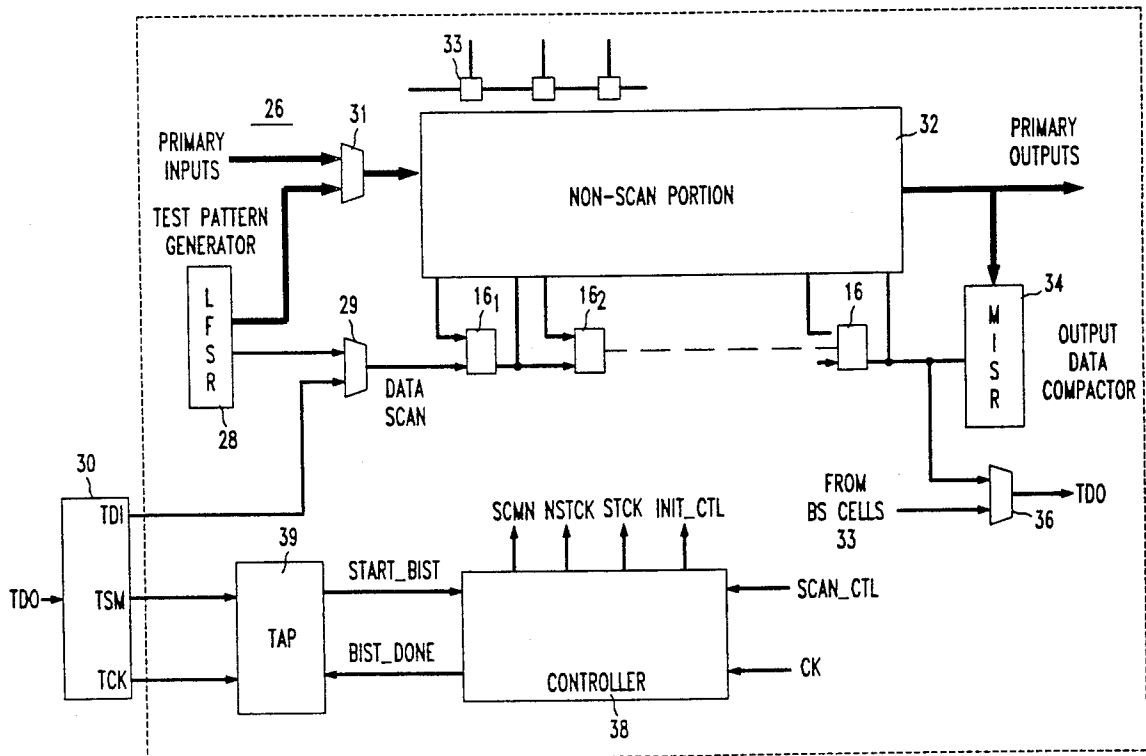 33
26
31
32
PRIMARY
INPUTS
PRIMARY
OUTPUTS
NON-SCAN PORTION
TEST PATTERN
GENERATOR
LFSR
28
29
DATA
SCAN
16₁
16₂
16
34
MISR
OUTPUT
DATA
COMPACTOR
30
TDI
TSM
TCK
TDO
39
TAP
START_BIST
BIST_DONE
SCMN NSTCK STCK INIT_CTL
CONTROLLER
38
SCAN_CTL
CK
FROM
BS CELLS
33
36
TDO